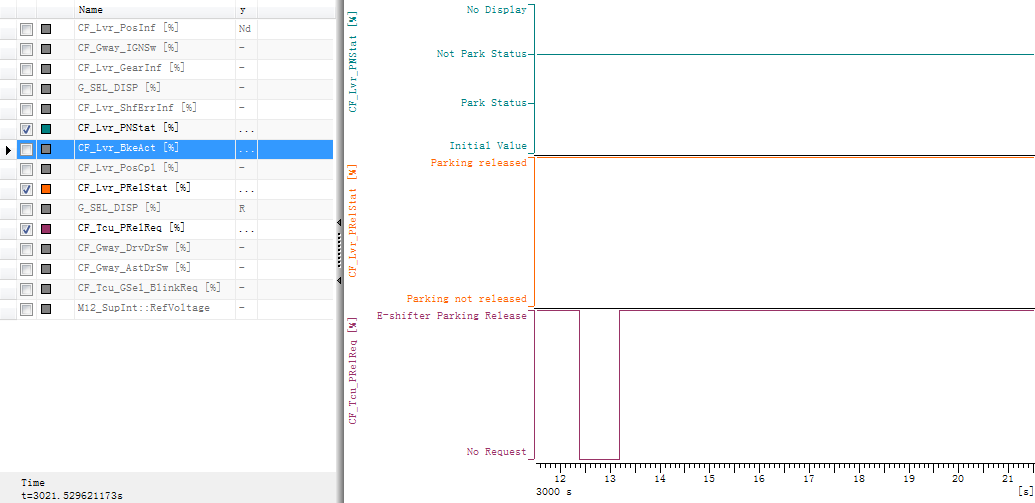 Name y
CF_Lvr_PosInf [%] Nd
CF_Gway_IGNSw [%] -
CF_Lvr_GearInf [%] -
G_SEL_DISP [%] -
CF_Lvr_ShfErrInf [%] -
CF_Lvr_PNStat [%] ...
CF_Lvr_BkeAct [%] ...
CF_Lvr_PosCpl [%] -
CF_Lvr_PRelStat [%] ...
G_SEL_DISP [%] R
CF_Tcu_PRelReq [%] ...
CF_Gway_DrvDrSw [%] -
CF_Gway_AstDrSw [%] -
CF_Tcu_GSel_BlinkReq [%] -
M12_SupInt::RefVoltage -
Time
t=3021.529621173s
CF_Lvr_PNStat [%]
No Display
Not Park Status
Park Status
Initial Value
CF_Lvr_PRelStat [%]
Parking released
Parking not released
CF_Tcu_PRelReq [%]
E-shifter Parking Release
No Request
12 13 14 15 16 17 18 19 20 21
3000 s [s]